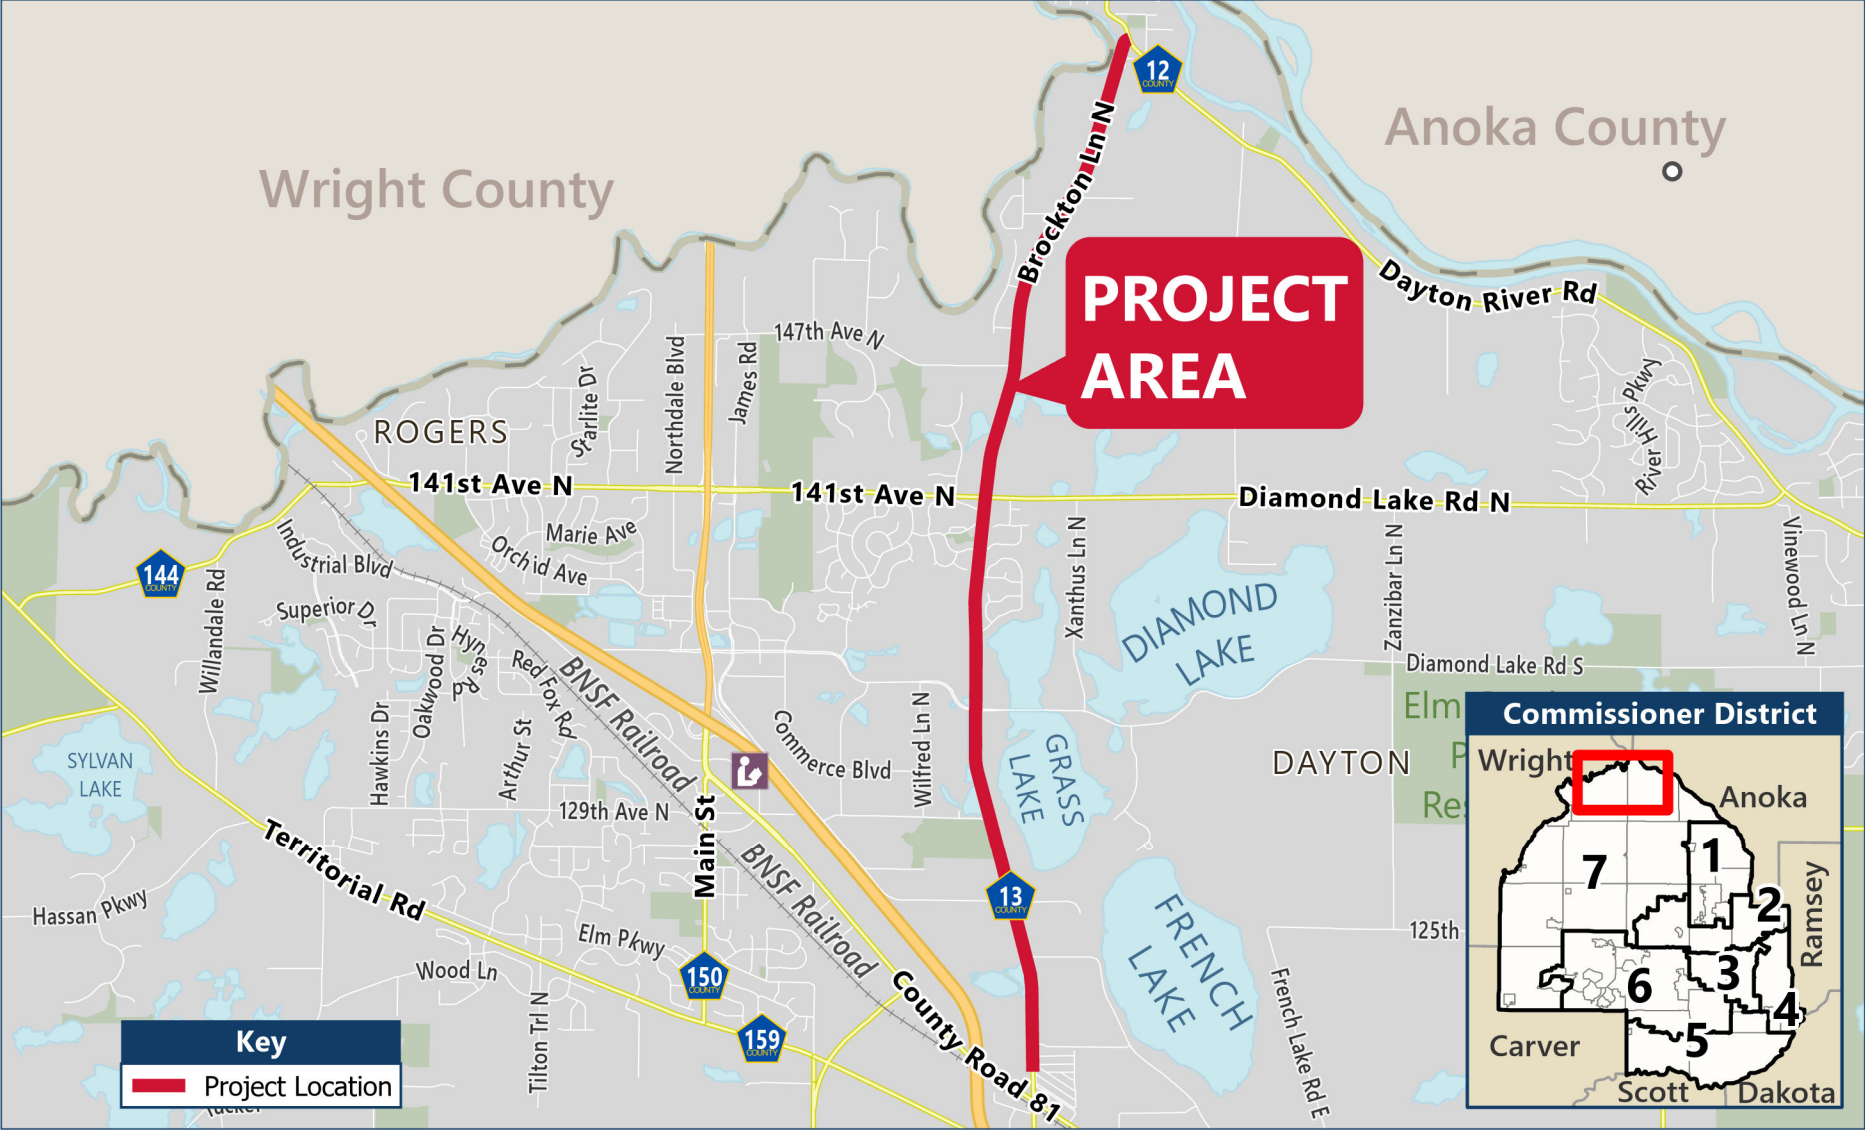 12
COUNTY
Anoka County
Wright County
Brockton Ln N
PROJECT
AREA
Dayton River Rd
147th Ave N
Starlite Dr
Northdale Blvd
James Rd
River Hills Pkwy
ROGERS
141st Ave N
141st Ave N
Diamond Lake Rd N
Industrial Blvd
Marie Ave
Orchid Ave
144
COUNTY
Willandale Rd
Superior Dr
Xanthus Ln N
DIAMOND
LAKE
Zanzibar Ln N
Vinewood Ln N
Diamond Lake Rd S
Oakwood Dr
Hynes Rd
Red Fox Rd
BNSF Railroad
Elm
P
Res
Hawkins Dr
Arthur St
Commerce Blvd
Wilfred Ln N
GRASS
LAKE
DAYTON
SYLVAN
LAKE
129th Ave N
Main St
Territorial Rd
BNSF Railroad
13
COUNTY
Hassan Pkwy
Elm Pkwy
Wood Ln
150
COUNTY
FRENCH
LAKE
125th
County Road 81
French Lake Rd E
Tilton Trl N
159
COUNTY
Key
Project Location
Commissioner District
Wright
Anoka
7
1
2
Ramsey
6
3
4
5
Carver
Scott
Dakota